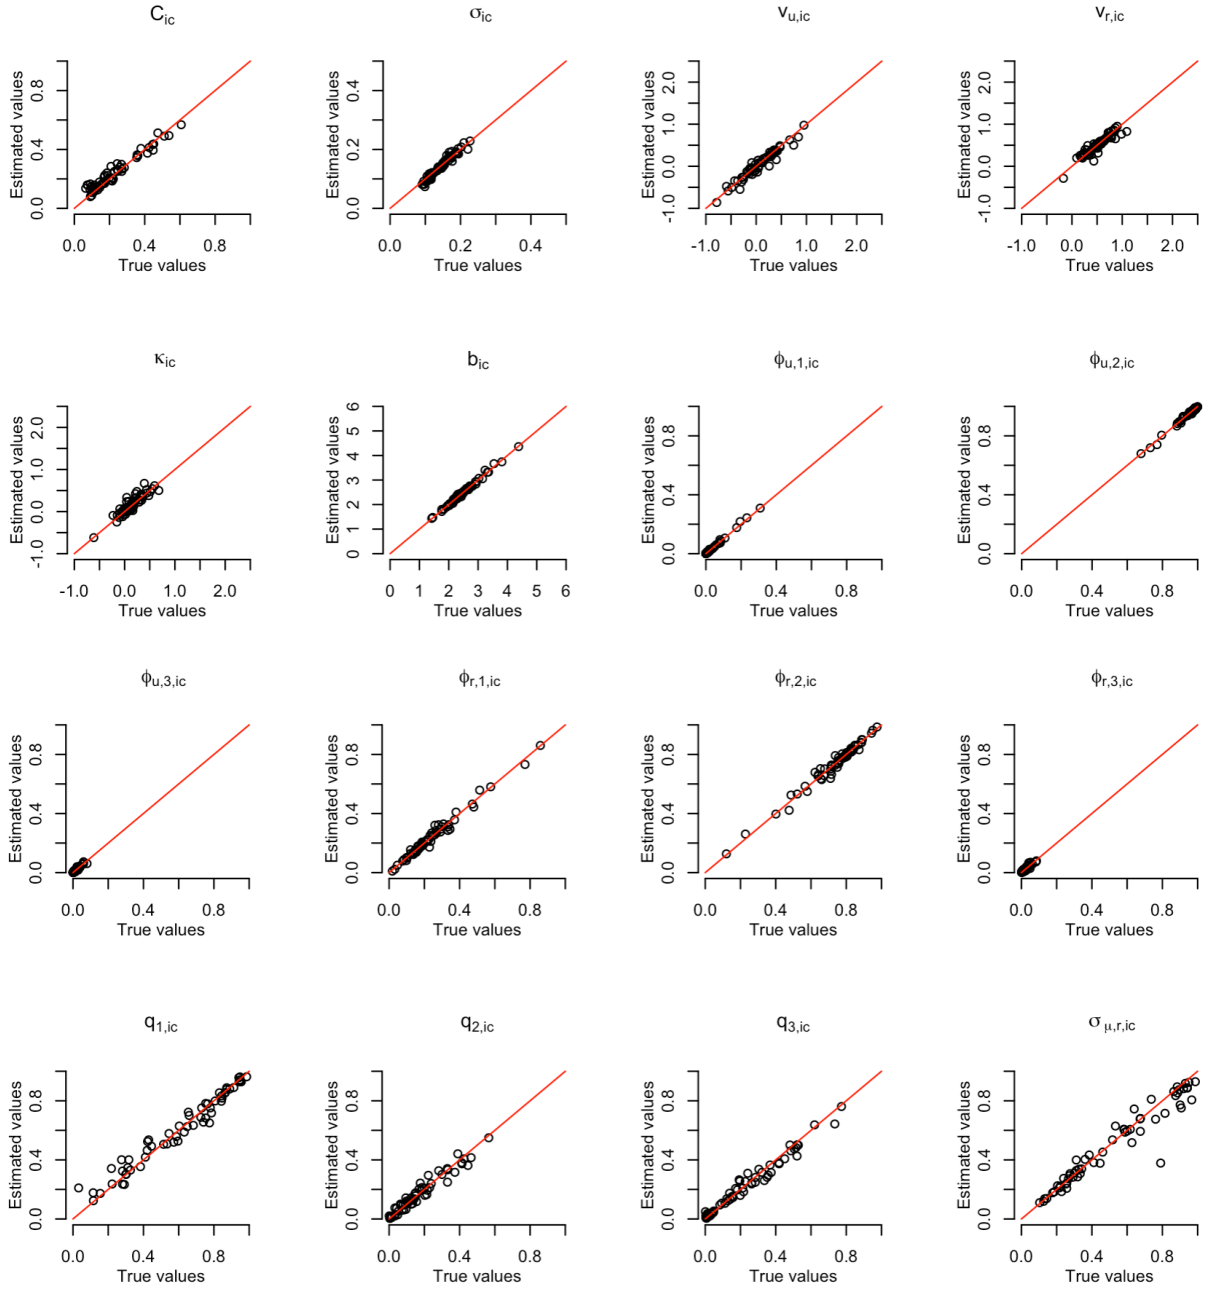 C_ic σ_ic v_u,ic v_r,ic
Estimated values Estimated values Estimated values Estimated values
0.0 0.4 0.8 0.0 0.2 0.4 -1.0 0.0 1.0 2.0 -1.0 0.0 1.0 2.0
0.0 0.4 0.8 0.0 0.2 0.4 -1.0 0.0 1.0 2.0 -1.0 0.0 1.0 2.0
True values True values True values True values
κ_ic b_ic ϕ_u,1,ic ϕ_u,2,ic
Estimated values Estimated values Estimated values Estimated values
-1.0 0.0 1.0 2.0 0 1 2 3 4 5 6 0.0 0.4 0.8 0.0 0.4 0.8
-1.0 0.0 1.0 2.0 0 1 2 3 4 5 6 0.0 0.4 0.8 0.0 0.4 0.8
True values True values True values True values
ϕ_u,3,ic ϕ_r,1,ic ϕ_r,2,ic ϕ_r,3,ic
Estimated values Estimated values Estimated values Estimated values
0.0 0.4 0.8 0.0 0.4 0.8 0.0 0.4 0.8 0.0 0.4 0.8
0.0 0.4 0.8 0.0 0.4 0.8 0.0 0.4 0.8 0.0 0.4 0.8
True values True values True values True values
q_1,ic q_2,ic q_3,ic σ_μ,r,ic
Estimated values Estimated values Estimated values Estimated values
0.0 0.4 0.8 0.0 0.4 0.8 0.0 0.4 0.8 0.0 0.4 0.8
0.0 0.4 0.8 0.0 0.4 0.8 0.0 0.4 0.8 0.0 0.4 0.8
True values True values True values True values